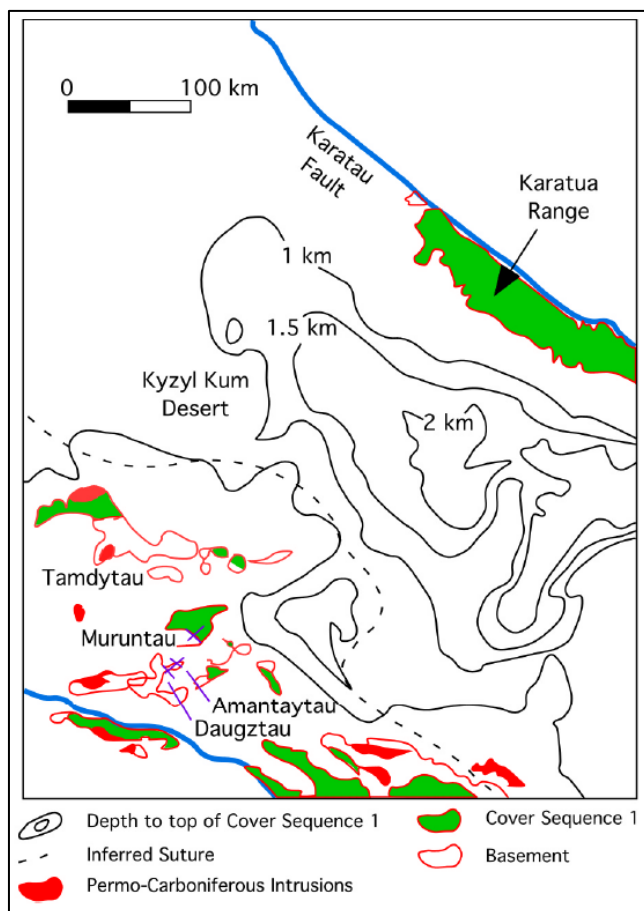 0 100 km
Karatau
Fault
Karatua
Range
1 km
1.5 km
Kyzyl Kum
Desert
2 km
Tamdytau
Muruntau
Amantaytau
Daugztau
Depth to top of Cover Sequence 1
Cover Sequence 1
Inferred Suture
Basement
Permo-Carboniferous Intrusions